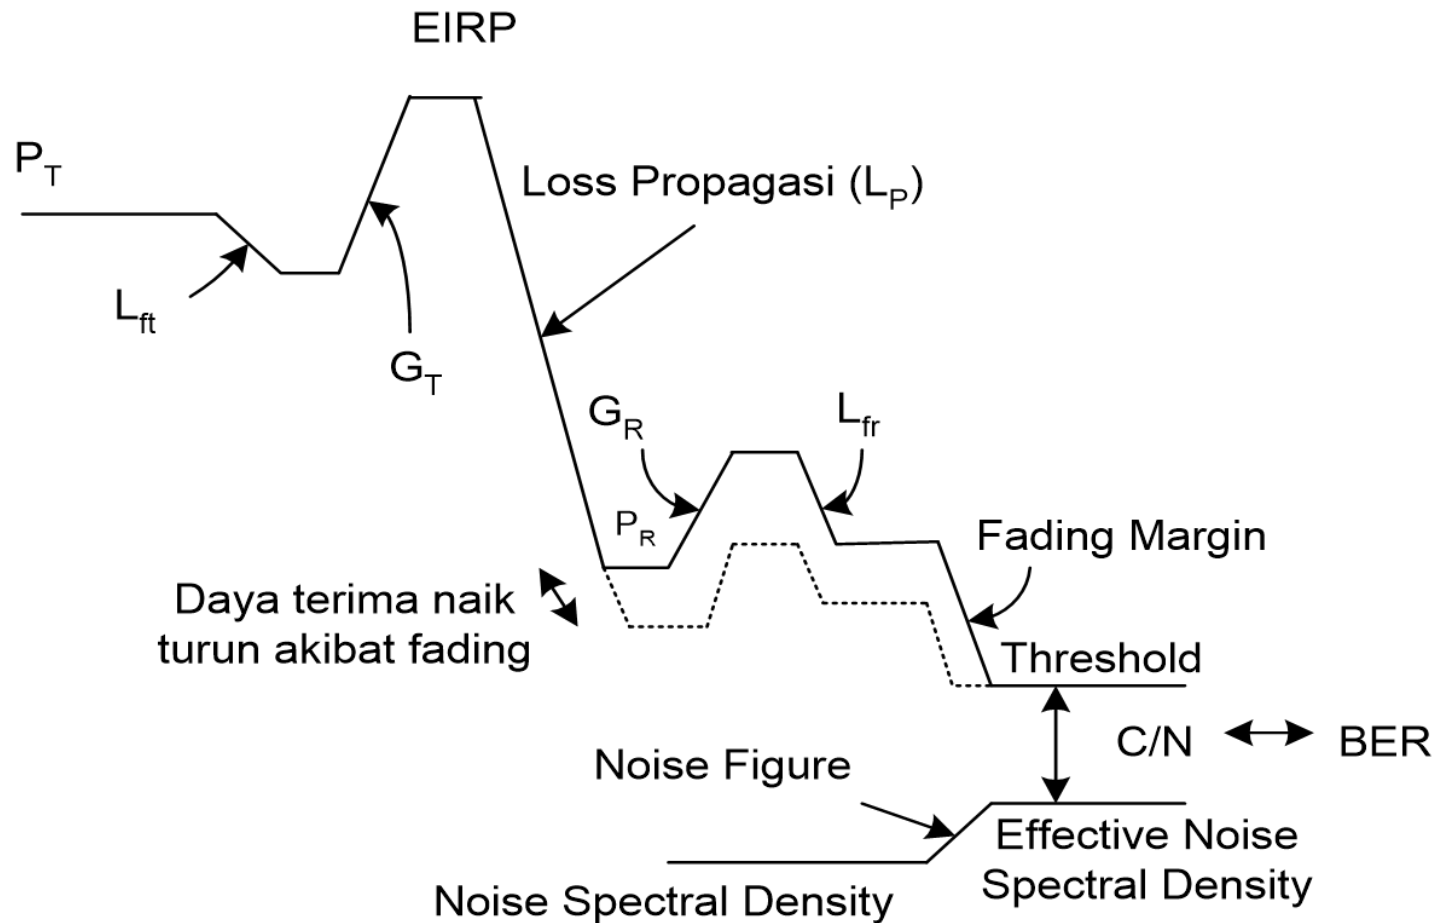 EIRP
P_T
Loss Propagasi (L_P)
L_ft
G_T
G_R
L_fr
P_R
Fading Margin
Daya terima naik
turun akibat fading
Threshold
C/N
BER
Noise Figure
Effective Noise
Spectral Density
Noise Spectral Density